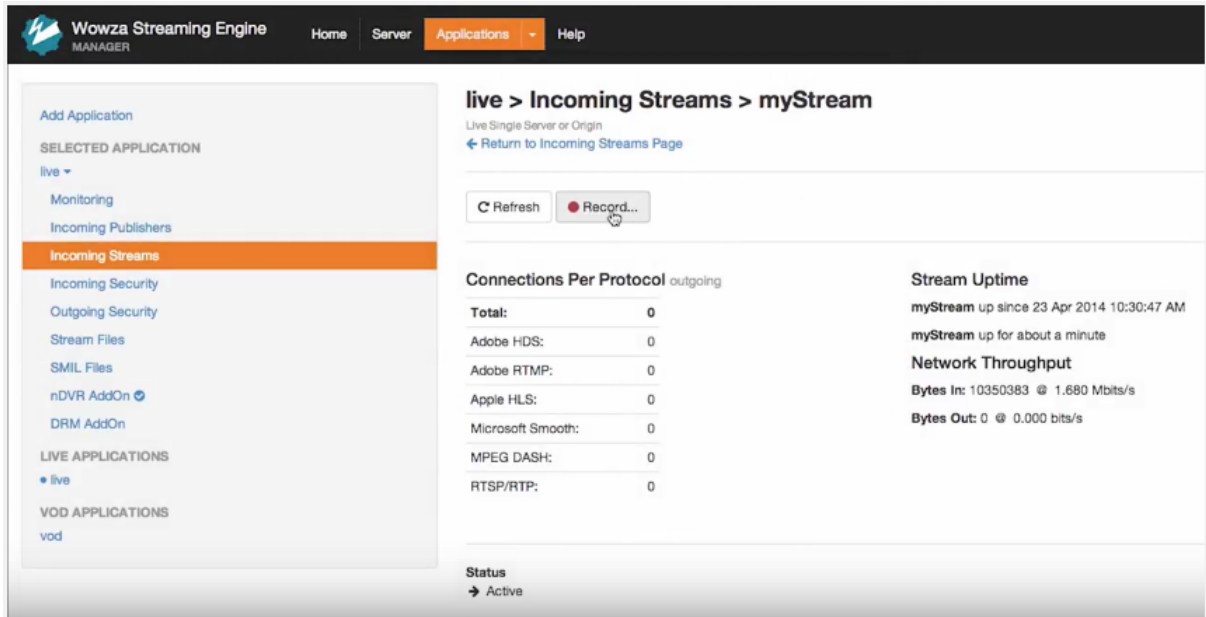 Wowza Streaming Engine
MANAGER
Home Server Applications Help
Add Application
SELECTED APPLICATION
live
Monitoring
Incoming Publishers
Incoming Streams
Incoming Security
Outgoing Security
Stream Files
SMIL Files
nDVR AddOn
DRM AddOn
LIVE APPLICATIONS
live
VOD APPLICATIONS
vod
live > Incoming Streams > myStream
Live Single Server or Origin
← Return to Incoming Streams Page
Refresh Record...
Connections Per Protocol outgoing
Total: 0
Adobe HDS: 0
Adobe RTMP: 0
Apple HLS: 0
Microsoft Smooth: 0
MPEG DASH: 0
RTSP/RTP: 0
Stream Uptime
myStream up since 23 Apr 2014 10:30:47 AM
myStream up for about a minute
Network Throughput
Bytes In: 10350383 @ 1.680 Mbits/s
Bytes Out: 0 @ 0.000 bits/s
Status
→ Active